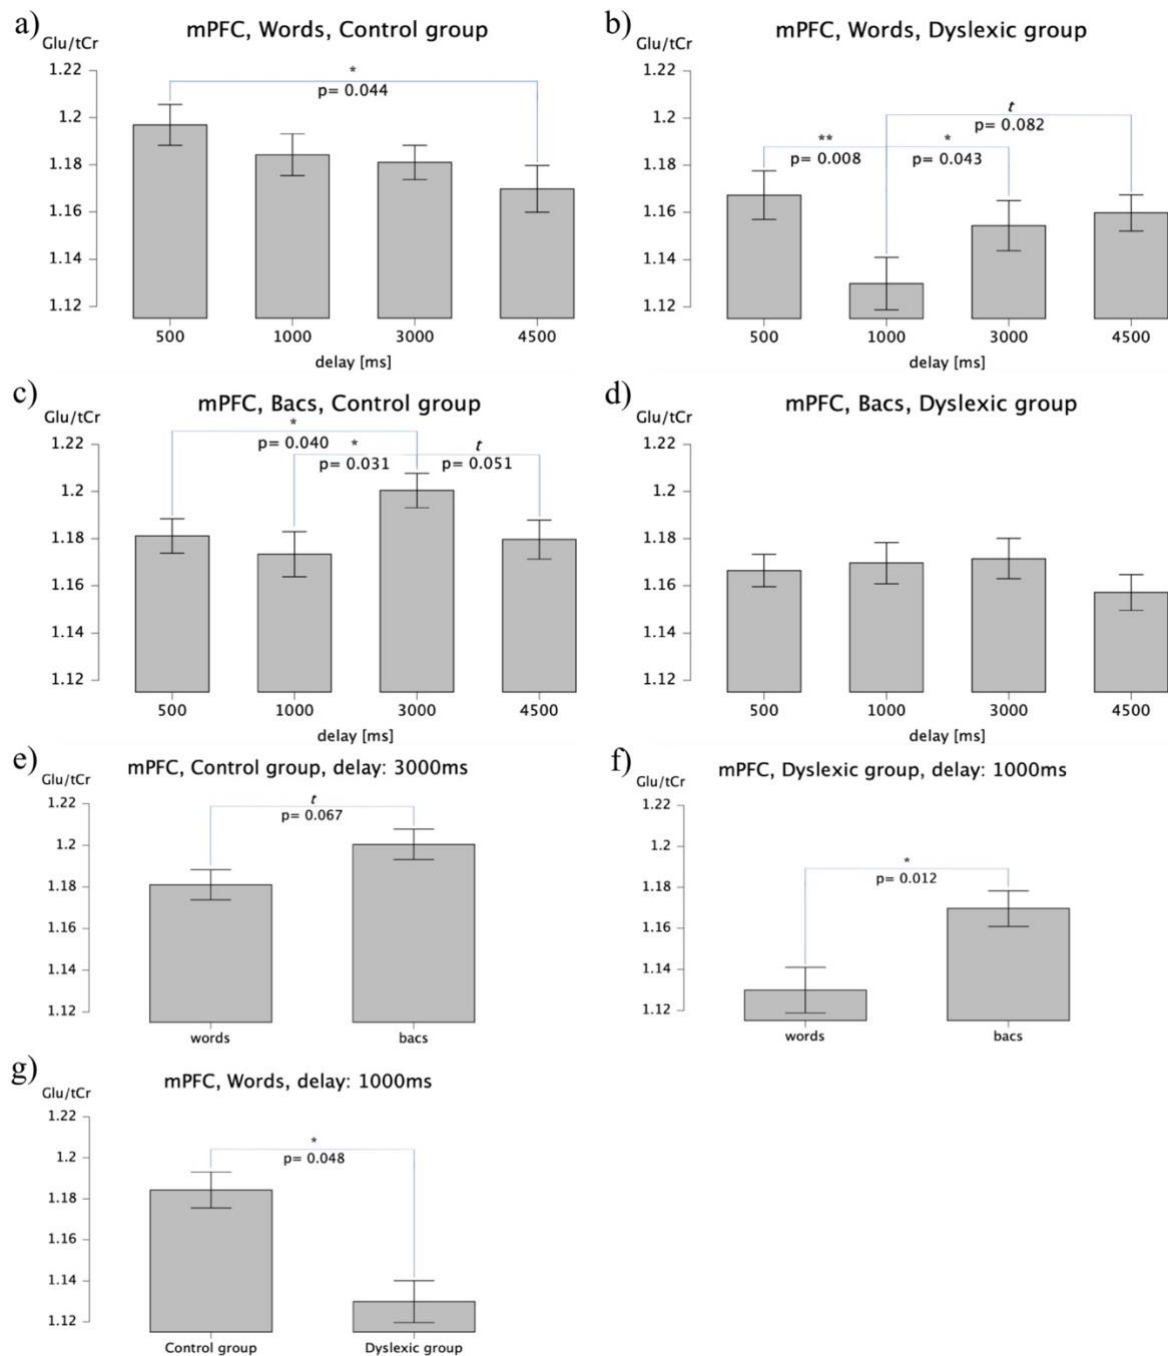 a)
mPFC, Words, Control group
Glu/tCr
1.22
1.2
1.18
1.16
1.14
1.12
*
p= 0.044
500 1000 3000 4500
delay [ms]
b)
mPFC, Words, Dyslexic group
Glu/tCr
1.22
1.2
1.18
1.16
1.14
1.12
t
p= 0.082
** *
p= 0.008 p= 0.043
500 1000 3000 4500
delay [ms]
c)
mPFC, Bacs, Control group
Glu/tCr
1.22
1.2
1.18
1.16
1.14
1.12
*
p= 0.040 * t
p= 0.031 p= 0.051
500 1000 3000 4500
delay [ms]
d)
mPFC, Bacs, Dyslexic group
Glu/tCr
1.22
1.2
1.18
1.16
1.14
1.12
500 1000 3000 4500
delay [ms]
e)
mPFC, Control group, delay: 3000ms
Glu/tCr
1.22
1.2
1.18
1.16
1.14
1.12
t
p= 0.067
words bacs
f)
mPFC, Dyslexic group, delay: 1000ms
Glu/tCr
1.22
1.2
1.18
1.16
1.14
1.12
*
p= 0.012
words bacs
g)
mPFC, Words, delay: 1000ms
Glu/tCr
1.22
1.2
1.18
1.16
1.14
1.12
*
p= 0.048
Control group Dyslexic group